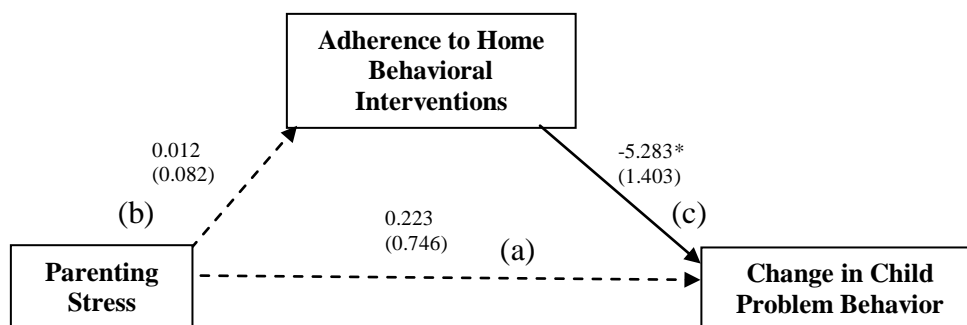 Adherence to Home
Behavioral
Interventions
0.012
(0.082)
-5.283*
(1.403)
(b)
0.223
(0.746)
(c)
(a)
Parenting
Stress
Change in Child
Problem Behavior